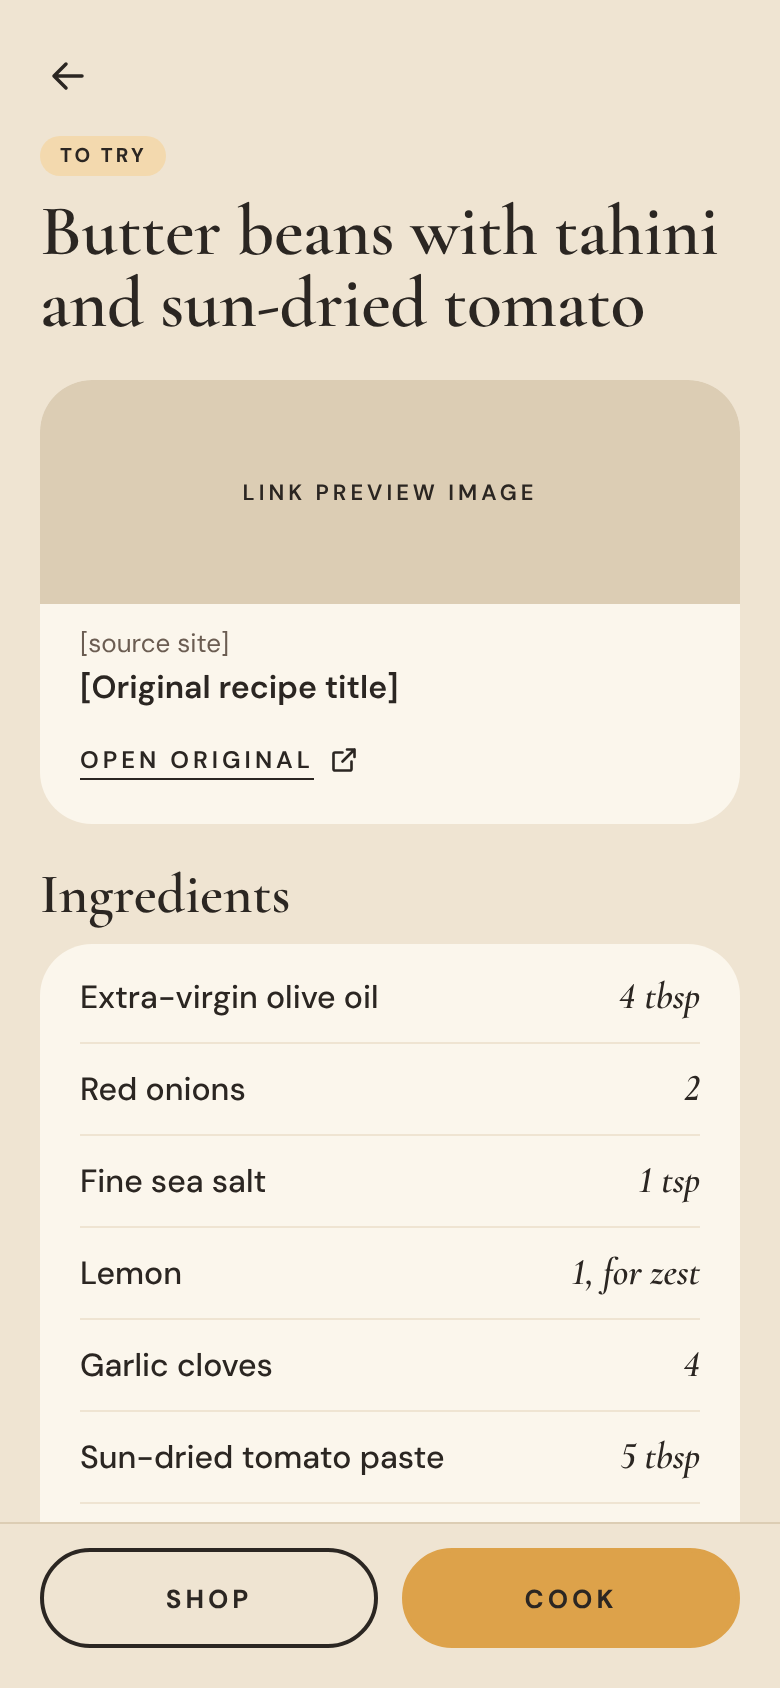 TO TRY
Butter beans with tahini
and sun-dried tomato
LINK PREVIEW IMAGE
[source site]
[Original recipe title]
OPEN ORIGINAL
Ingredients
Extra-virgin olive oil 4 tbsp
Red onions 2
Fine sea salt 1 tsp
Lemon 1, for zest
Garlic cloves 4
Sun-dried tomato paste 5 tbsp
SHOP COOK